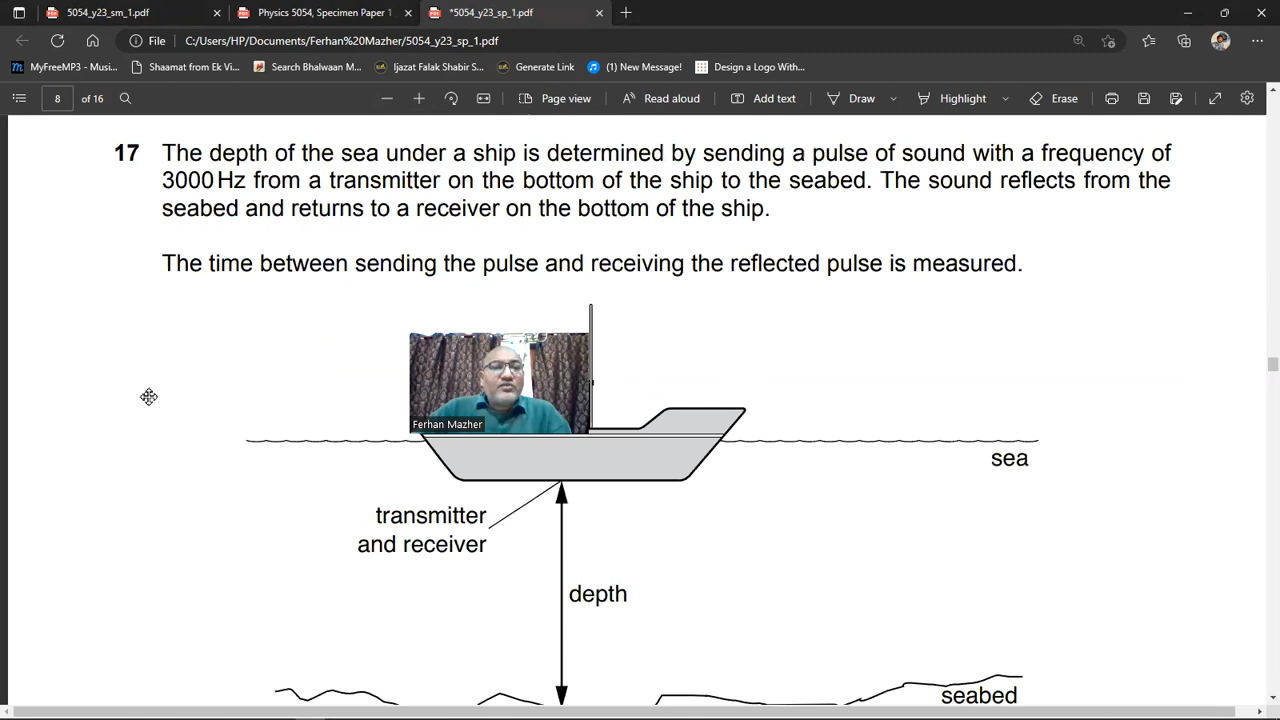 5054_y23_sm_1.pdf
Physics 5054, Specimen Paper 1
*5054_y23_sp_1.pdf
File
C:/Users/HP/Documents/Ferhan%20Mazher/5054_y23_sp_1.pdf
MyFreeMP3 - Musi...
Shaamat from Ek Vi...
Search Bhalwaan M...
Ijazat Falak Shabir S...
Generate Link
(1) New Message!
Design a Logo With...
8 of 16
Page view
Read aloud
Add text
Draw
Highlight
Erase
17 The depth of the sea under a ship is determined by sending a pulse of sound with a frequency of
3000 Hz from a transmitter on the bottom of the ship to the seabed. The sound reflects from the
seabed and returns to a receiver on the bottom of the ship.
The time between sending the pulse and receiving the reflected pulse is measured.
Ferhan Mazher
sea
transmitter
and receiver
depth
seabed